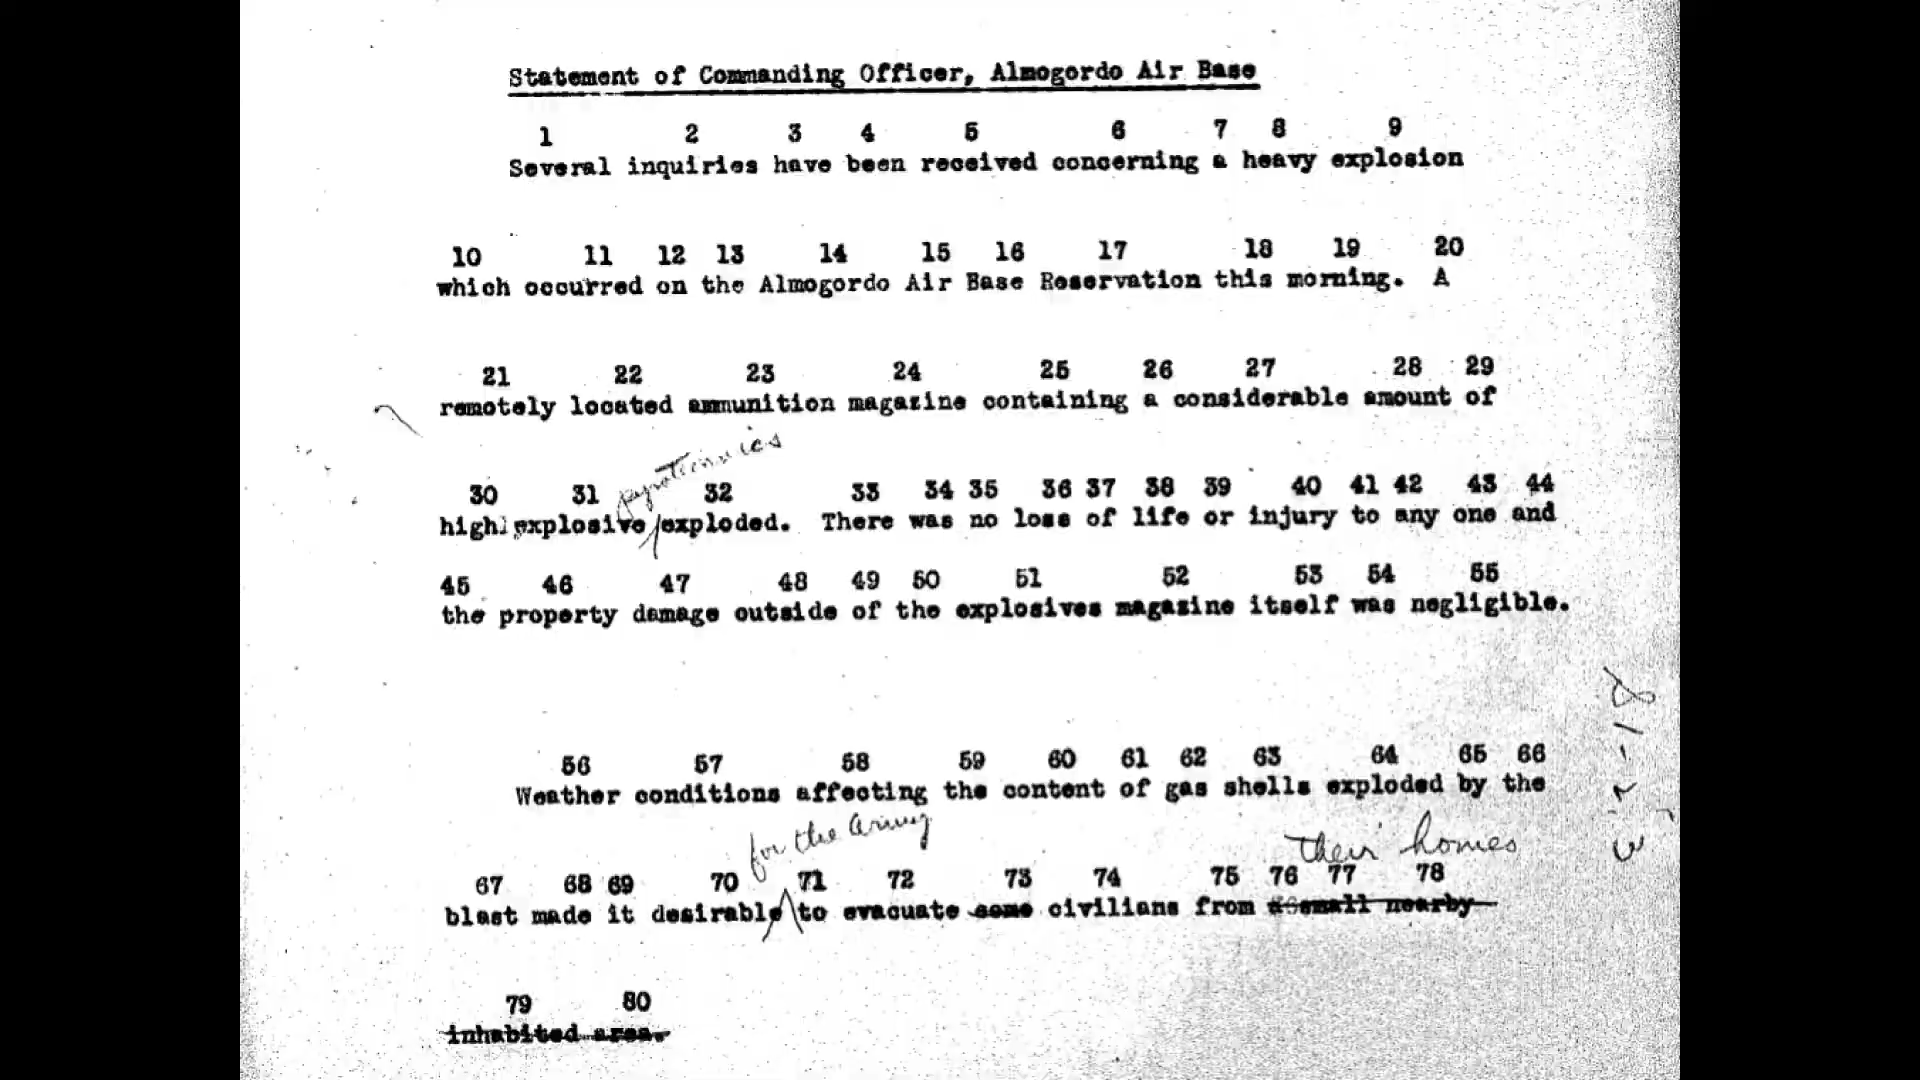 Statement of Commanding Officer, Almogordo Air Base
1 2 3 4 5 6 7 8 9
Several inquiries have been received concerning a heavy explosion
10 11 12 13 14 15 16 17 18 19 20
which occurred on the Almogordo Air Base Reservation this morning. A
21 22 23 24 25 26 27 28 29
remotely located ammunition magazine containing a considerable amount of
pyrotechnics
30 31 32 33 34 35 36 37 38 39 40 41 42 43 44
high explosive exploded. There was no loss of life or injury to any one and
45 46 47 48 49 50 51 52 53 54 55
the property damage outside of the explosives magazine itself was negligible.
56 57 58 59 60 61 62 63 64 65 66
Weather conditions affecting the content of gas shells exploded by the
for the Army their homes
67 68 69 70 71 72 73 74 75 76 77 78
blast made it desirable to evacuate some civilians from a small nearby
79 80
inhabited area.